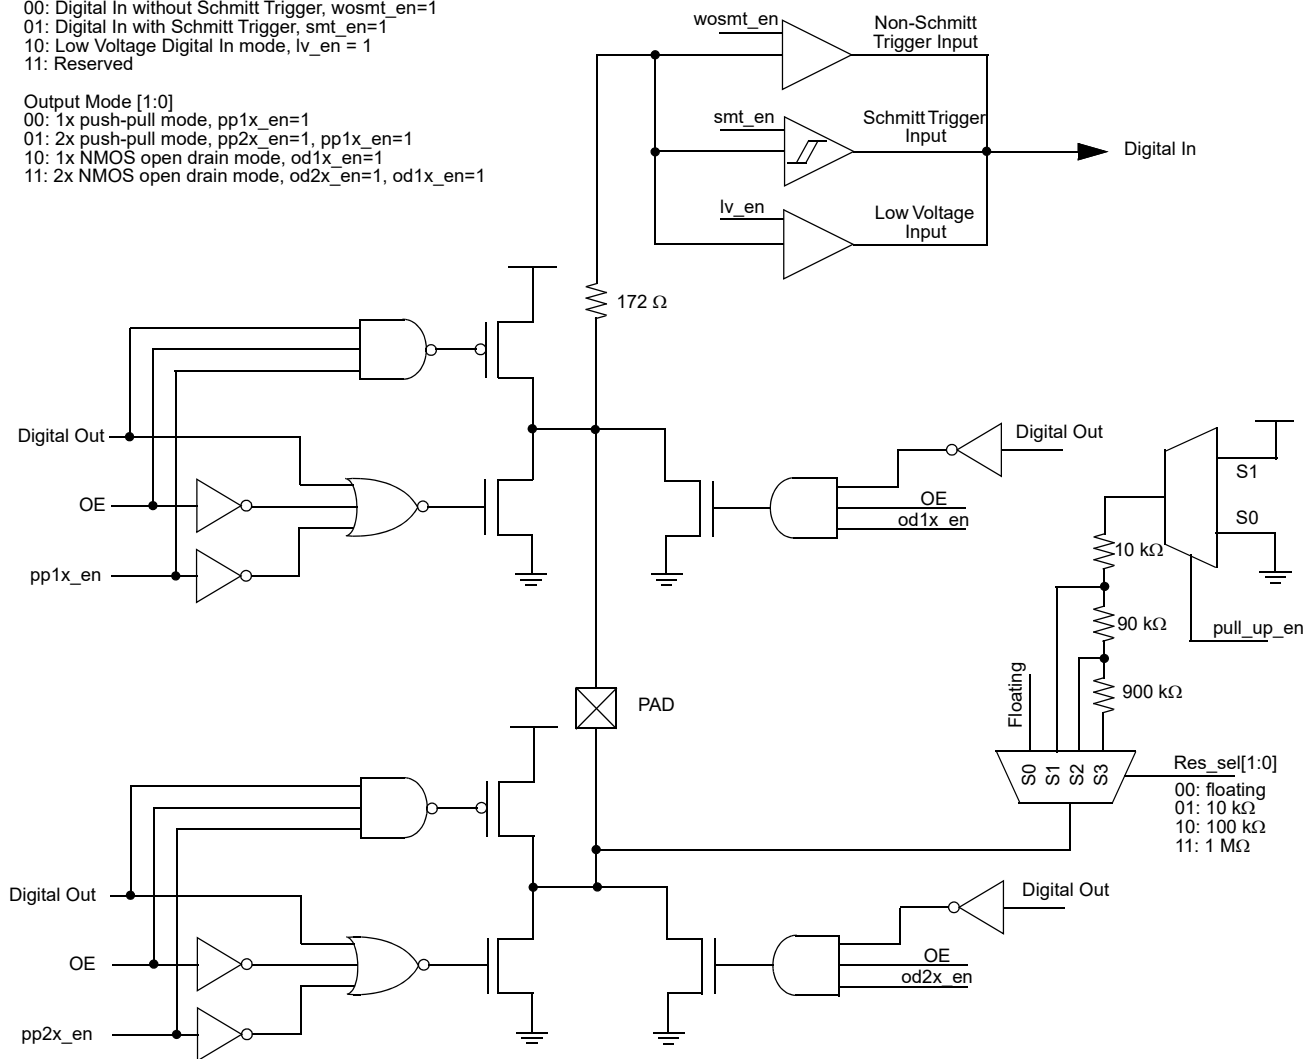 00: Digital In without Schmitt Trigger, wosmt_en=1
01: Digital In with Schmitt Trigger, smt_en=1
10: Low Voltage Digital In mode, lv_en = 1
11: Reserved
Output Mode [1:0]
00: 1x push-pull mode, pp1x_en=1
01: 2x push-pull mode, pp2x_en=1, pp1x_en=1
10: 1x NMOS open drain mode, od1x_en=1
11: 2x NMOS open drain mode, od2x_en=1, od1x_en=1
wosmt_en
Non-Schmitt
Trigger Input
smt_en
Schmitt Trigger
Input
Digital In
lv_en
Low Voltage
Input
172 Ω
Digital Out
OE
pp1x_en
Digital Out
OE
od1x_en
S1
S0
10 kΩ
90 kΩ
pull_up_en
900 kΩ
Floating
PAD
S0
S1
S2
S3
Res_sel[1:0]
00: floating
01: 10 kΩ
10: 100 kΩ
11: 1 MΩ
Digital Out
OE
pp2x_en
Digital Out
OE
od2x_en